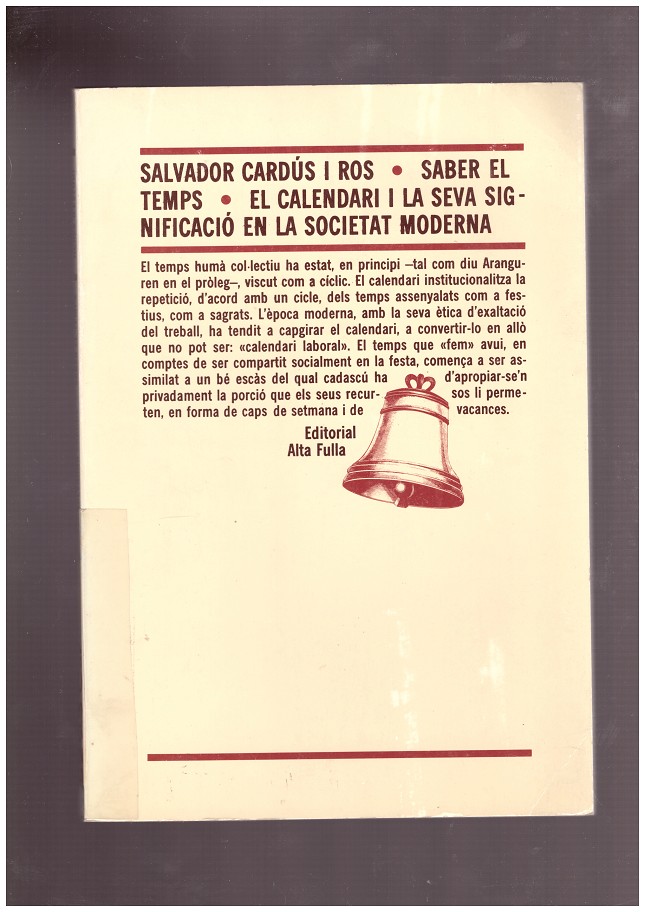 SALVADOR CARDÚS I ROS • SABER EL
TEMPS • EL CALENDARI I LA SEVA SIG-
NIFICACIÓ EN LA SOCIETAT MODERNA
El temps humà col·lectiu ha estat, en principi –tal com diu Arangu-
ren en el pròleg–, viscut com a cíclic. El calendari institucionalitza la
repetició, d'acord amb un cicle, dels temps assenyalats com a fes-
tius, com a sagrats. L'època moderna, amb la seva ètica d'exaltació
del treball, ha tendit a capgirar el calendari, a convertir-lo en allò
que no pot ser: «calendari laboral». El temps que «fem» avui, en
comptes de ser compartit socialment en la festa, comença a ser as-
similat a un bé escàs del qual cadascú ha d'apropiar-se'n
privadament la porció que els seus recur- sos li perme-
ten, en forma de caps de setmana i de vacances.
Editorial
Alta Fulla